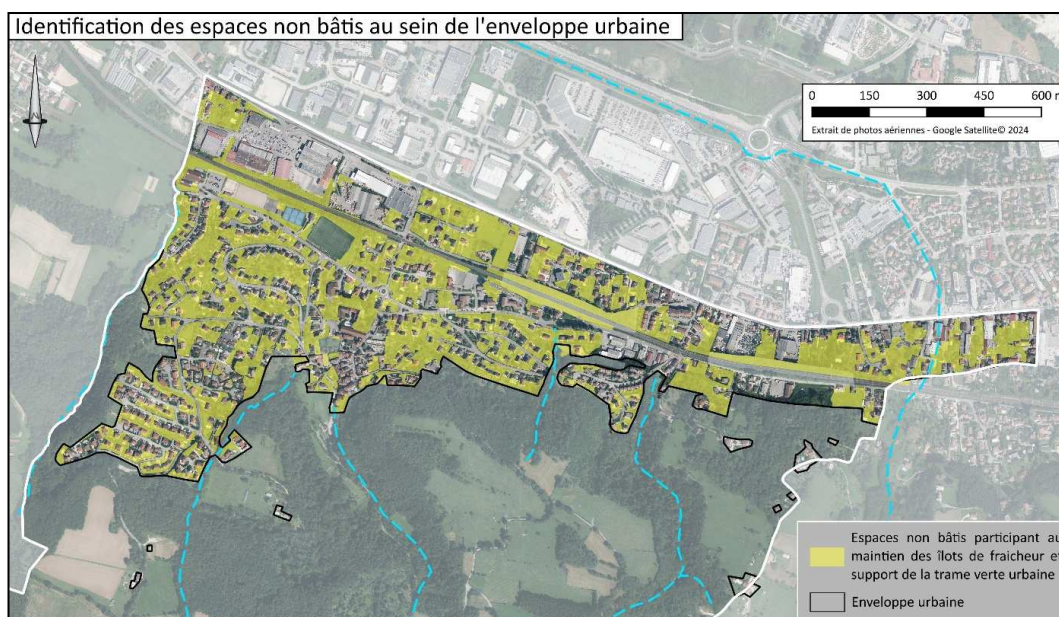 Identification des espaces non bâtis au sein de l'enveloppe urbaine
0 150 300 450 600 m
Extrait de photos aériennes - Google Satellite© 2024
Espaces non bâtis participant au
maintien des îlots de fraicheur et
support de la trame verte urbaine
Enveloppe urbaine